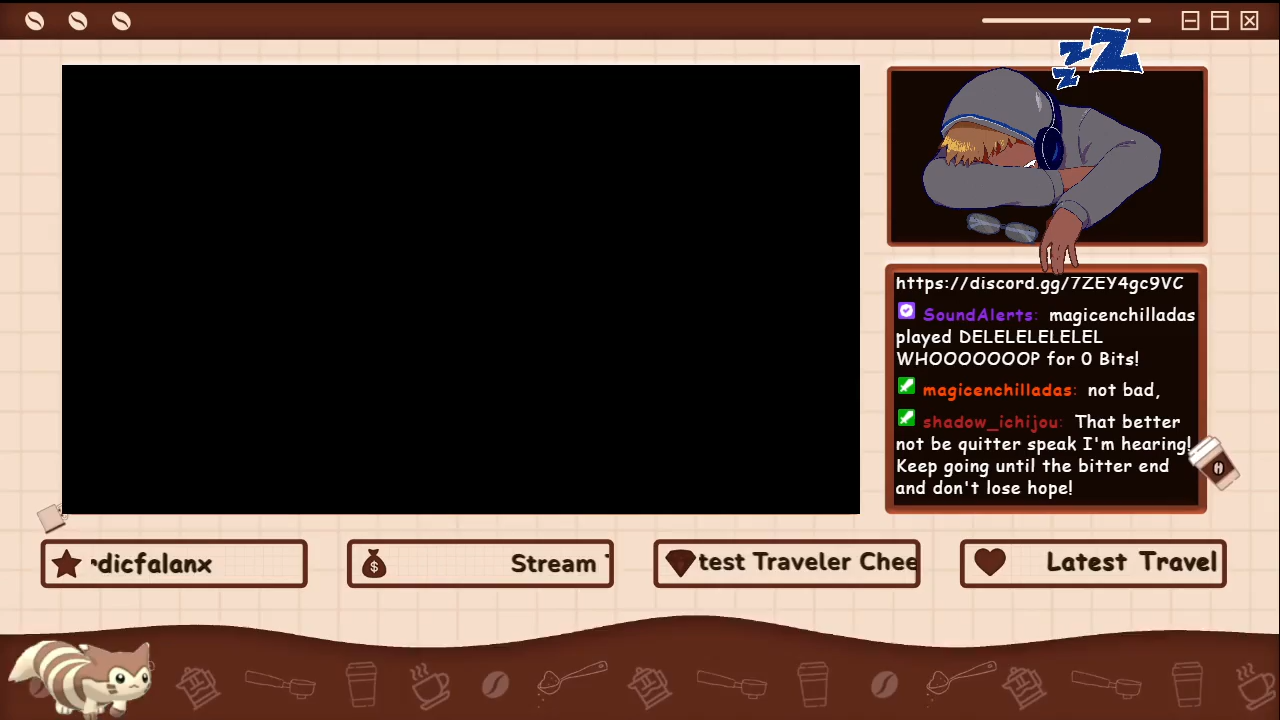 zzZ
https://discord.gg/7ZEY4gc9VC
SoundAlerts: magicenchilladas
played DELELELELELEL
WHOOOOOOOP for 0 Bits!
magicenchilladas: not bad,
shadow_ichijou: That better
not be quitter speak I'm hearing!
Keep going until the bitter end
and don't lose hope!
dicfalanx
Stream
test Traveler Chee
Latest Travel